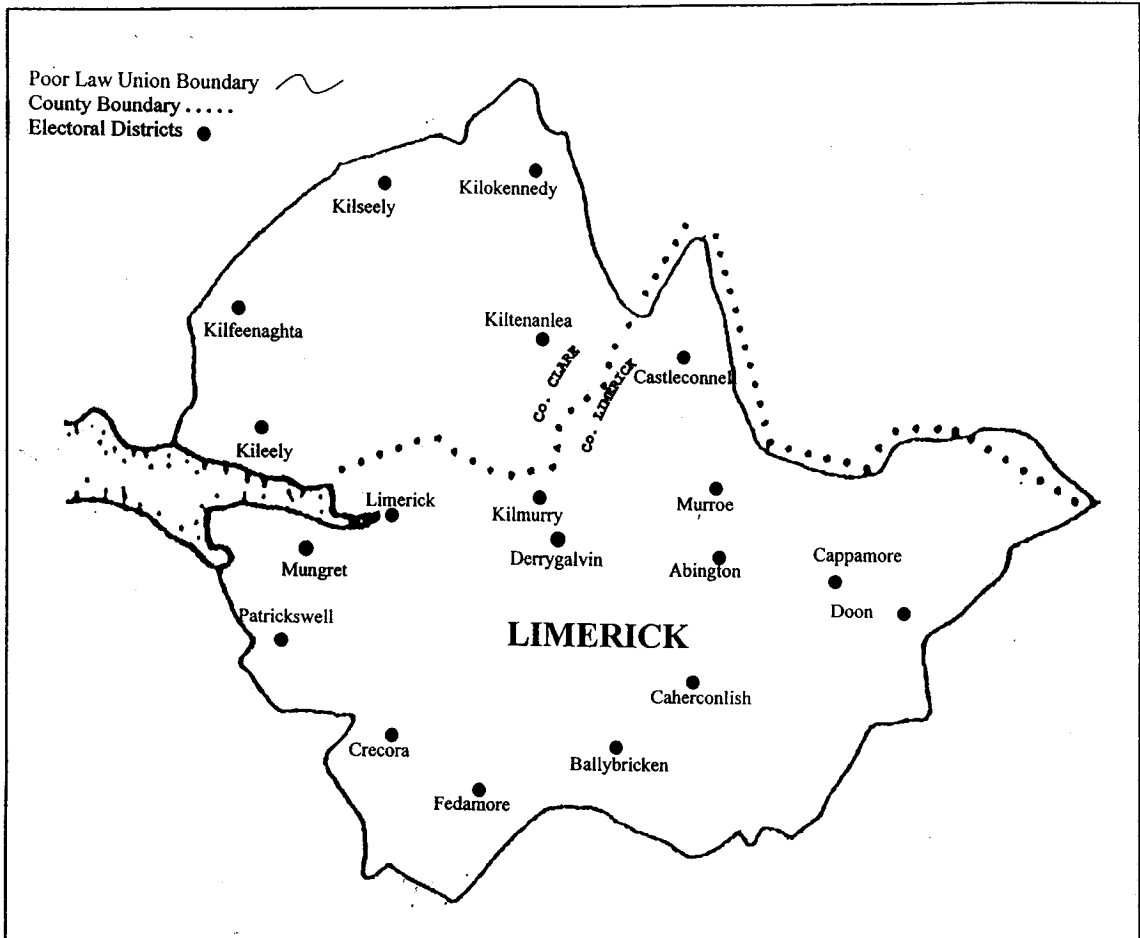 Poor Law Union Boundary
County Boundary .....
Electoral Districts
Kilseely
Kilokennedy
Kilfeenaghta
Kiltenanlea
Co. CLARE
Co. LIMERICK
Castleconnell
Kileely
Limerick
Kilmurry
Murroe
Mungret
Derrygalvin
Abington
Cappamore
Patrickswell
Doon
LIMERICK
Caherconlish
Crecora
Ballybricken
Fedamore